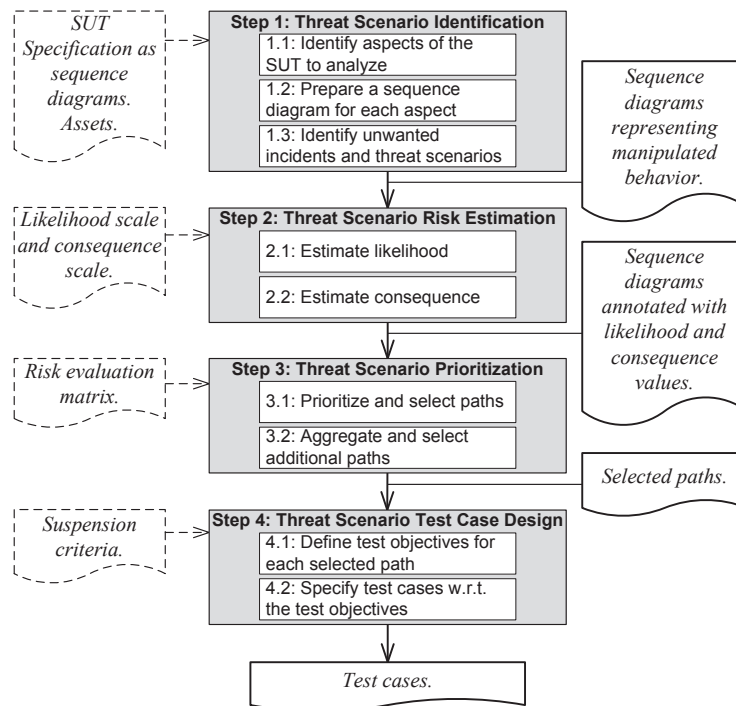 SUT
Specification as
sequence
diagrams.
Assets.
Step 1: Threat Scenario Identification
1.1: Identify aspects of the
SUT to analyze
1.2: Prepare a sequence
diagram for each aspect
1.3: Identify unwanted
incidents and threat scenarios
Sequence
diagrams
representing
manipulated
behavior.
Likelihood scale
and consequence
scale.
Step 2: Threat Scenario Risk Estimation
2.1: Estimate likelihood
2.2: Estimate consequence
Sequence
diagrams
annotated with
likelihood and
consequence
values.
Risk evaluation
matrix.
Step 3: Threat Scenario Prioritization
3.1: Prioritize and select paths
3.2: Aggregate and select
additional paths
Selected paths.
Suspension
criteria.
Step 4: Threat Scenario Test Case Design
4.1: Define test objectives for
each selected path
4.2: Specify test cases w.r.t.
the test objectives
Test cases.